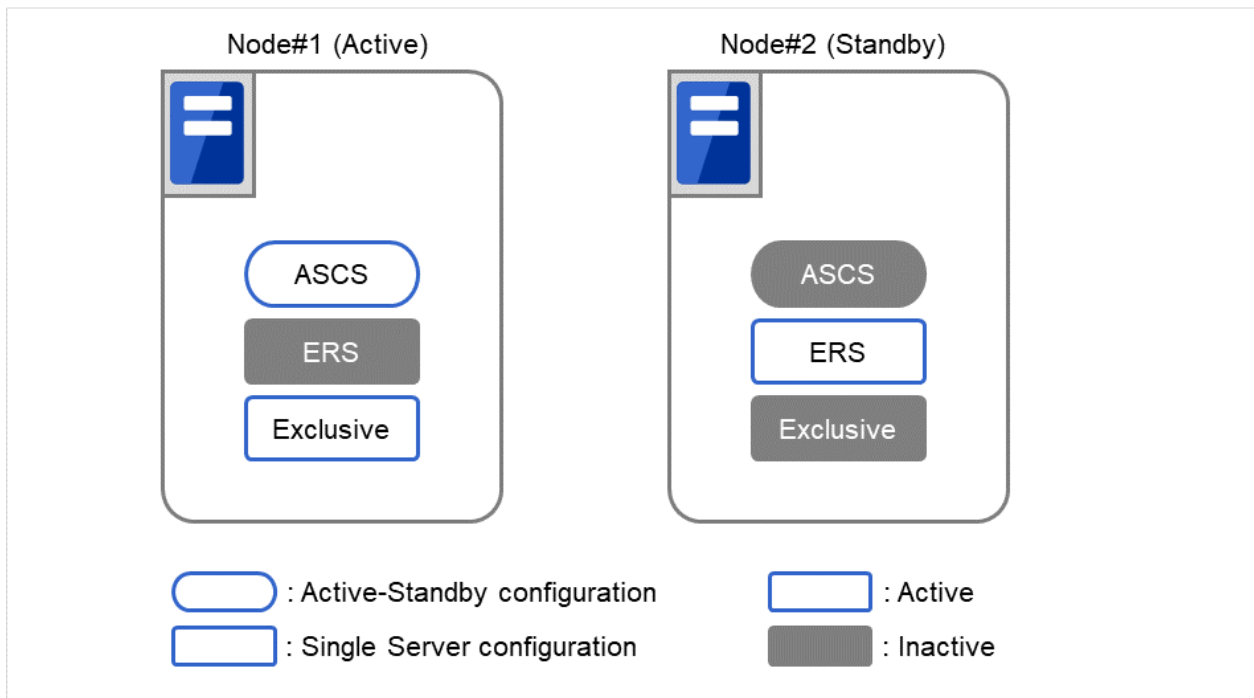 Node#1 (Active)
Node#2 (Standby)
ASCS
ERS
Exclusive
ASCS
ERS
Exclusive
: Active-Standby configuration
: Single Server configuration
: Active
: Inactive